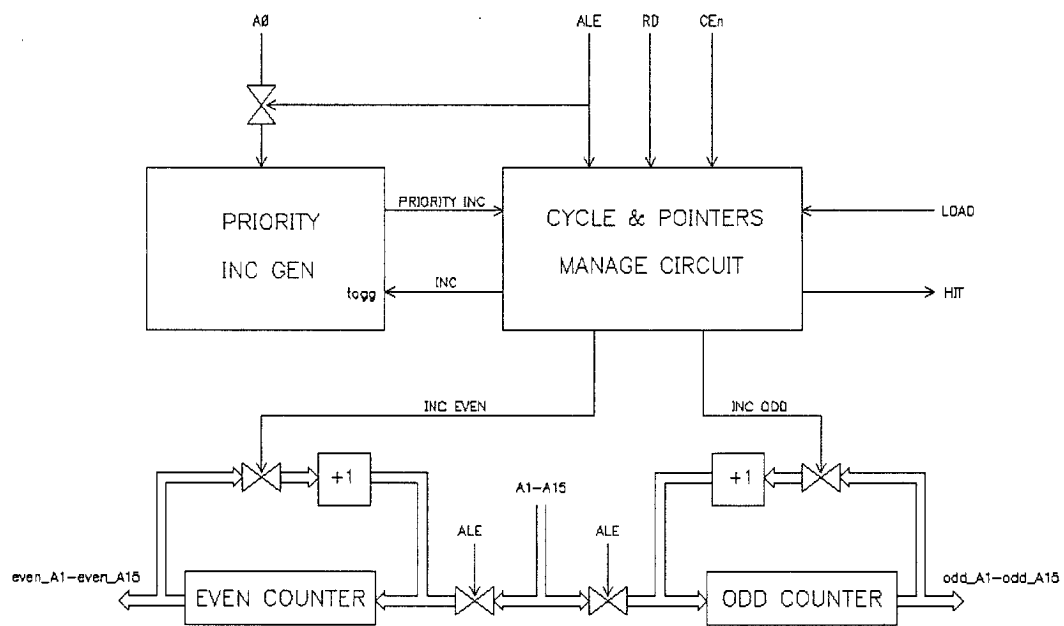 AØ
ALE
RD
CEn
PRIORITY
INC GEN
PRIORITY INC
togg
INC
CYCLE & POINTERS
MANAGE CIRCUIT
LOAD
HIT
INC EVEN
INC ODD
+1
A1-A15
+1
ALE
ALE
even_A1-even_A15
EVEN COUNTER
ODD COUNTER
odd_A1-odd_A15